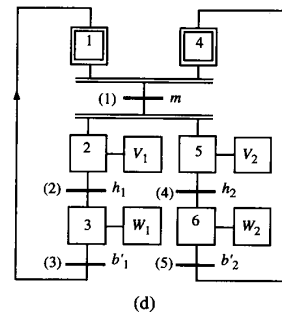 1 4
(1) m
2 V₁ 5 V₂
(2) h₁ (4) h₂
3 W₁ 6 W₂
(3) b'₁ (5) b'₂
(d)